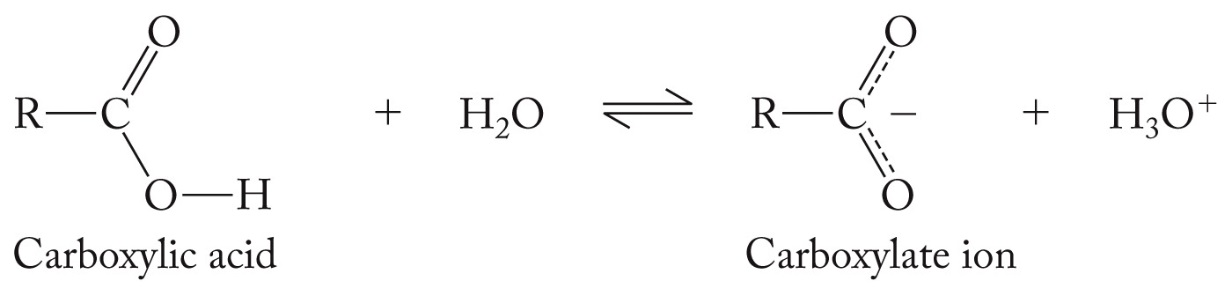 O O
R—C + H₂O ⇌ R—C − + H₃O⁺
O—H O
Carboxylic acid Carboxylate ion